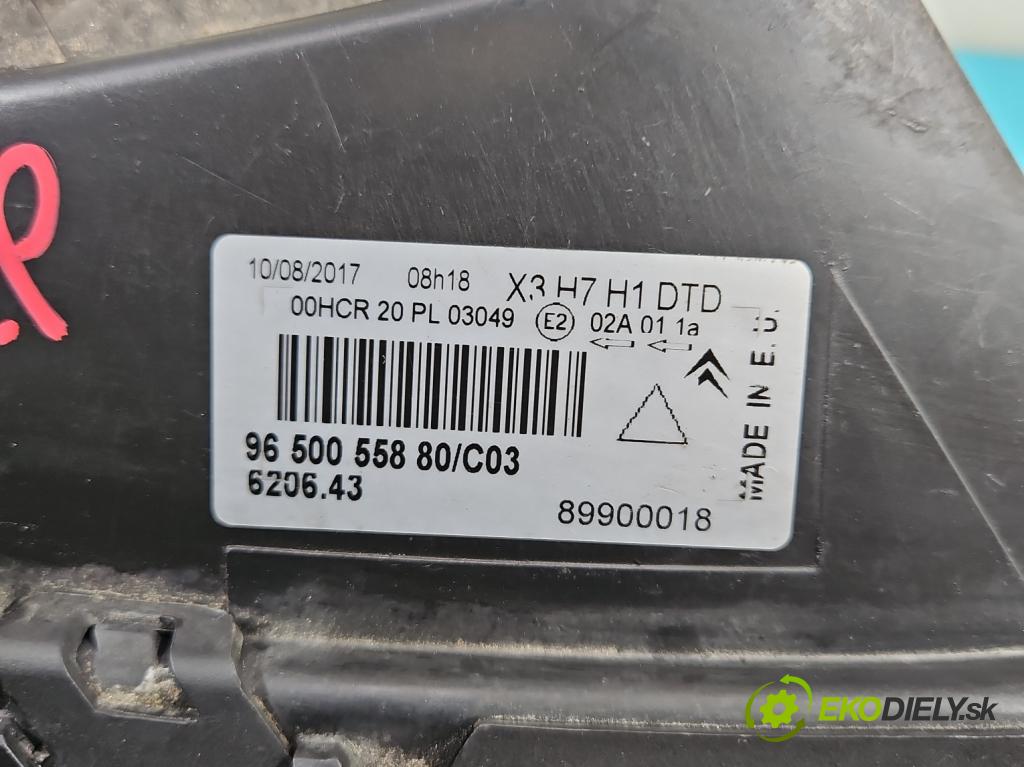 10/08/2017 08h18 X3 H7 H1 DTD
00HCR 20 PL 03049 E2 02A 01 1a
96 500 558 80/C03
6206.43
89900018
MADE IN E.U.
EKODIELY.sk